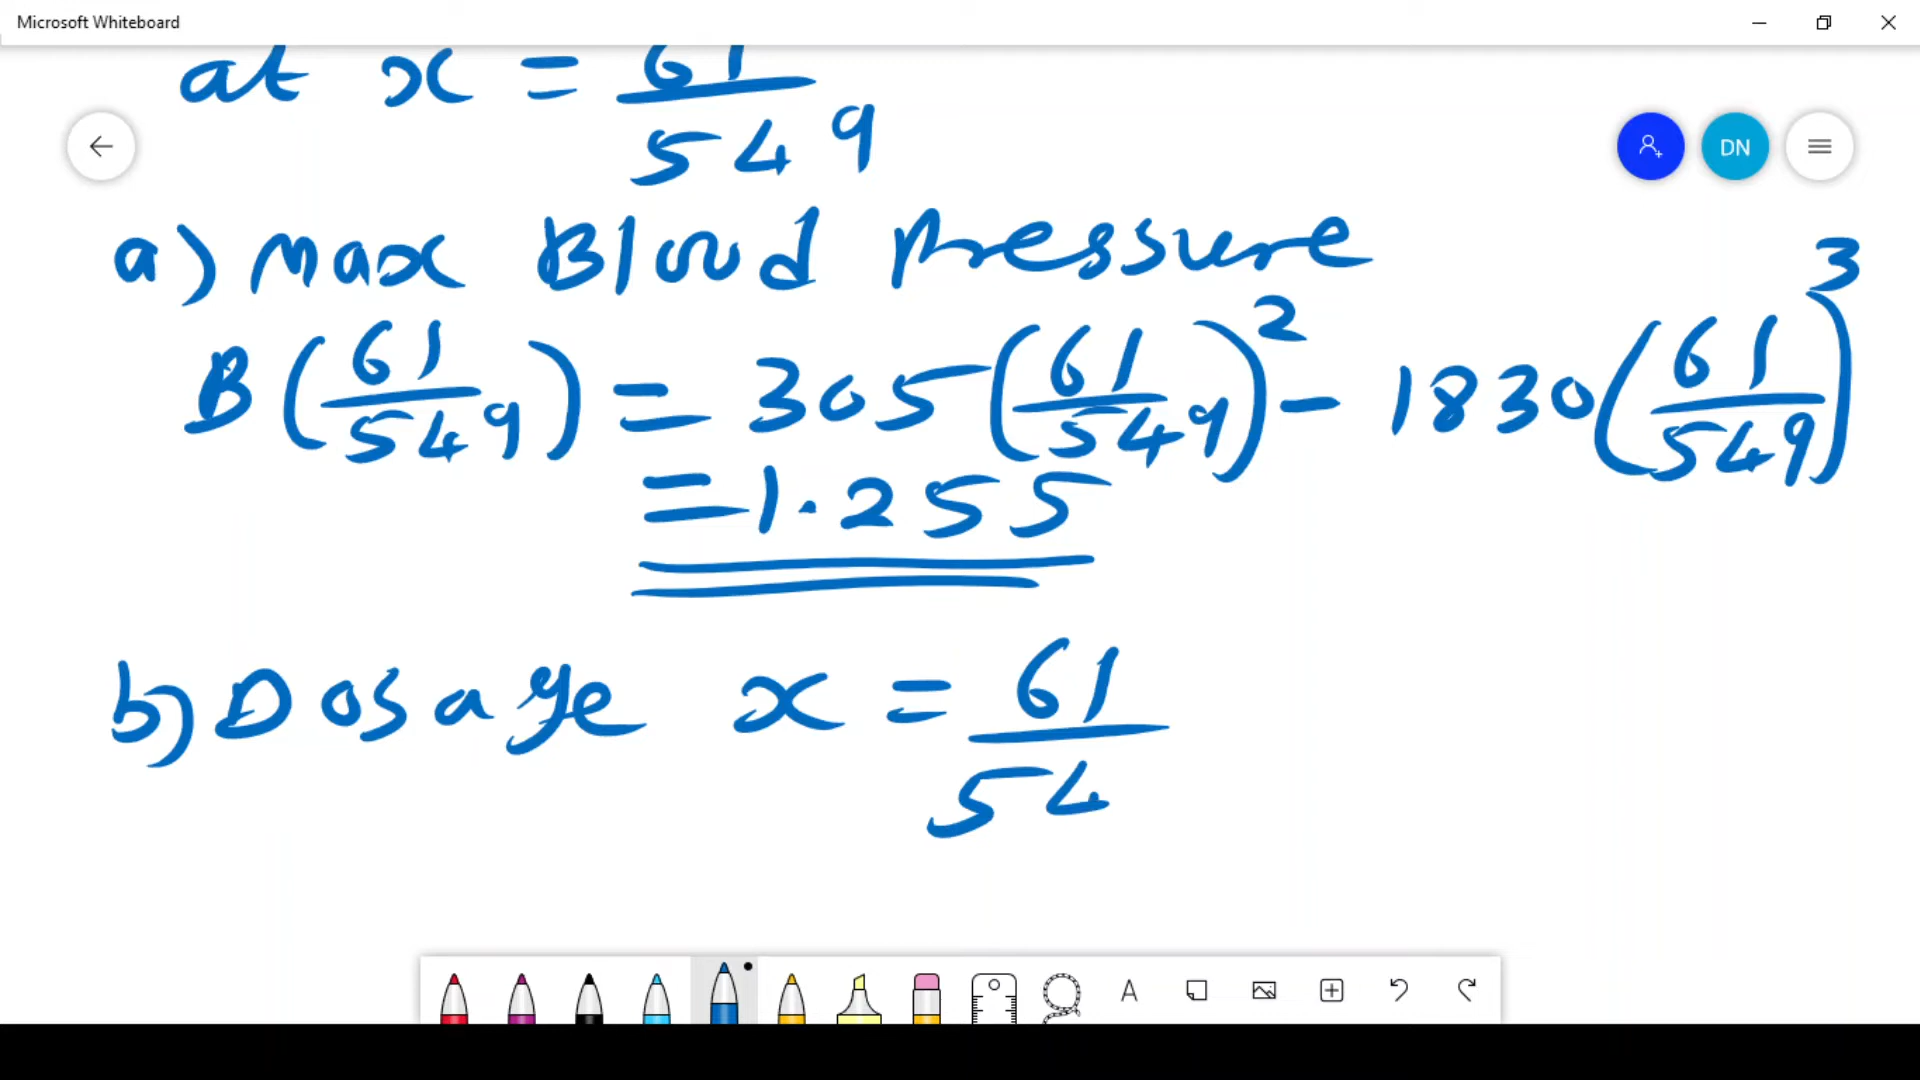 Microsoft Whiteboard
at x = 61/549
DN
a) Max Blood Pressure
B(61/549) = 305(61/549)² - 1830(61/549)³
= 1.255
b) Dosage x = 61/54
A